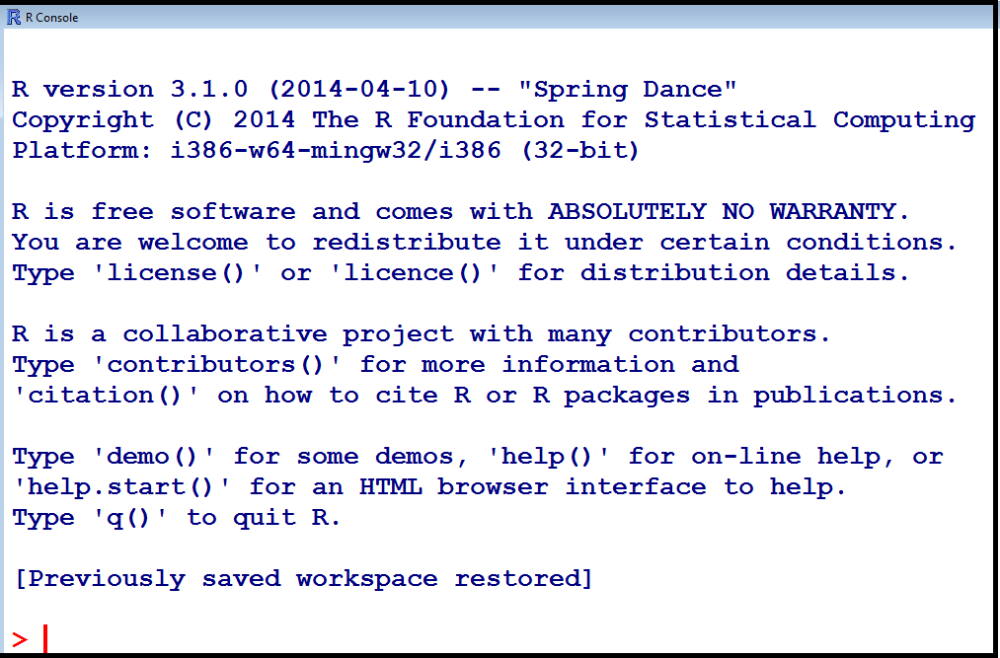 R Console
R version 3.1.0 (2014-04-10) -- "Spring Dance"
Copyright (C) 2014 The R Foundation for Statistical Computing
Platform: i386-w64-mingw32/i386 (32-bit)
R is free software and comes with ABSOLUTELY NO WARRANTY.
You are welcome to redistribute it under certain conditions.
Type 'license()' or 'licence()' for distribution details.
R is a collaborative project with many contributors.
Type 'contributors()' for more information and
'citation()' on how to cite R or R packages in publications.
Type 'demo()' for some demos, 'help()' for on-line help, or
'help.start()' for an HTML browser interface to help.
Type 'q()' to quit R.
[Previously saved workspace restored]
>